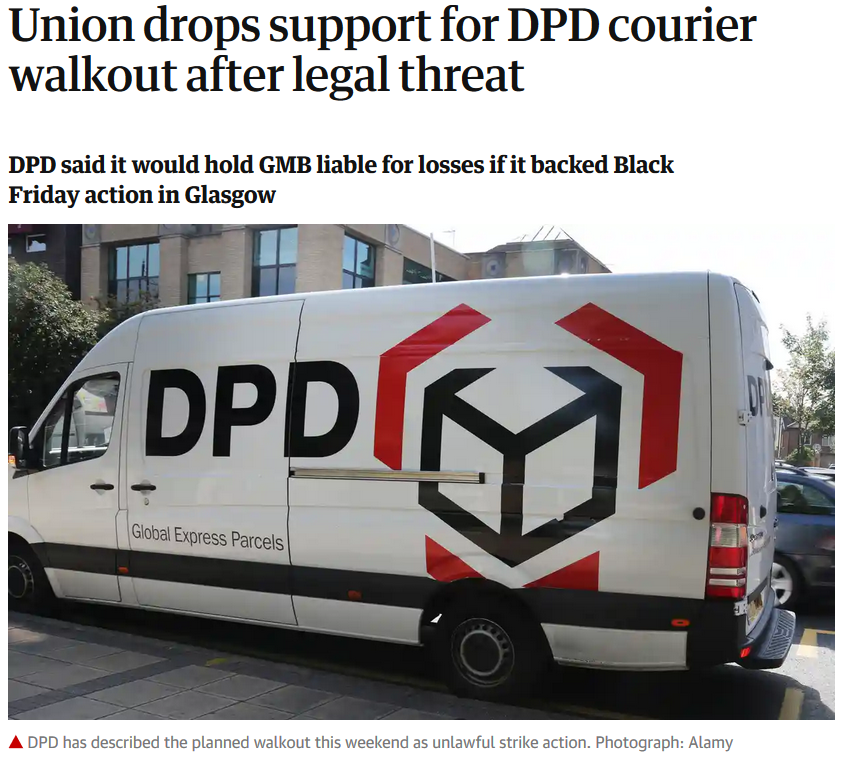 Union drops support for DPD courier
walkout after legal threat
DPD said it would hold GMB liable for losses if it backed Black
Friday action in Glasgow
DPD
Global Express Parcels
DPD has described the planned walkout this weekend as unlawful strike action. Photograph: Alamy